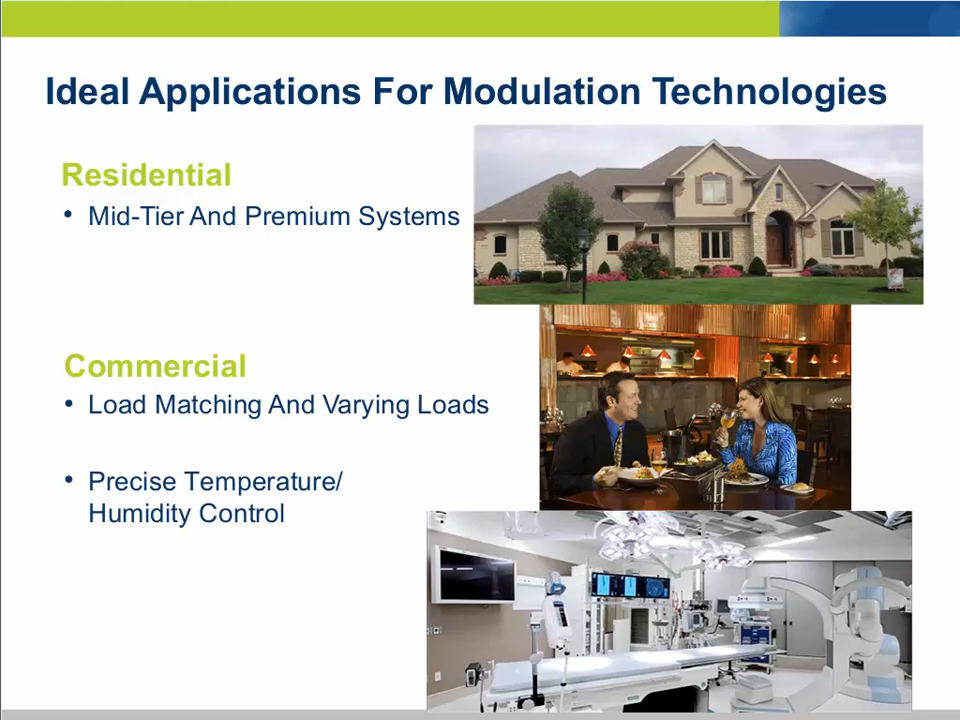 Ideal Applications For Modulation Technologies
Residential
• Mid-Tier And Premium Systems
Commercial
• Load Matching And Varying Loads
• Precise Temperature/
Humidity Control